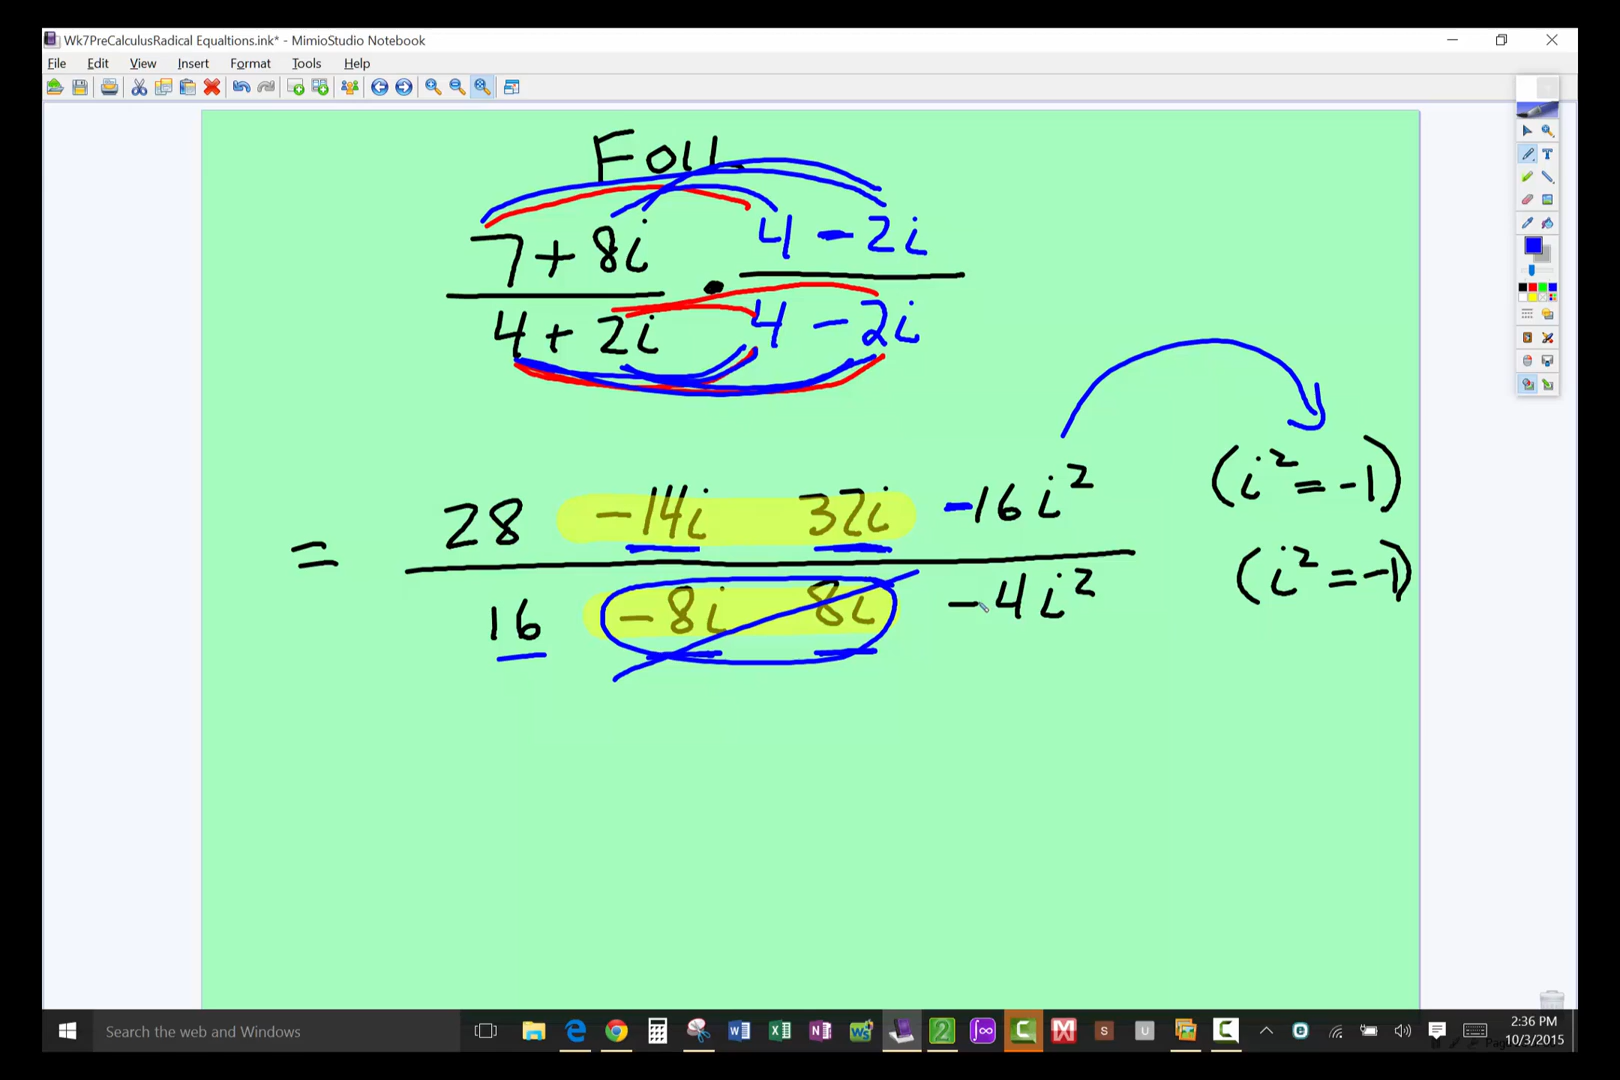 Wk7PreCalculusRadical Equaltions.ink* - MimioStudio Notebook
File Edit View Insert Format Tools Help
FOIL
7 + 8i 4 - 2i
4 + 2i 4 - 2i
28 -14i 32i -16i² (i² = -1)
=
16 -8i 8i -4i² (i² = -1)
Search the web and Windows
2:36 PM
10/3/2015